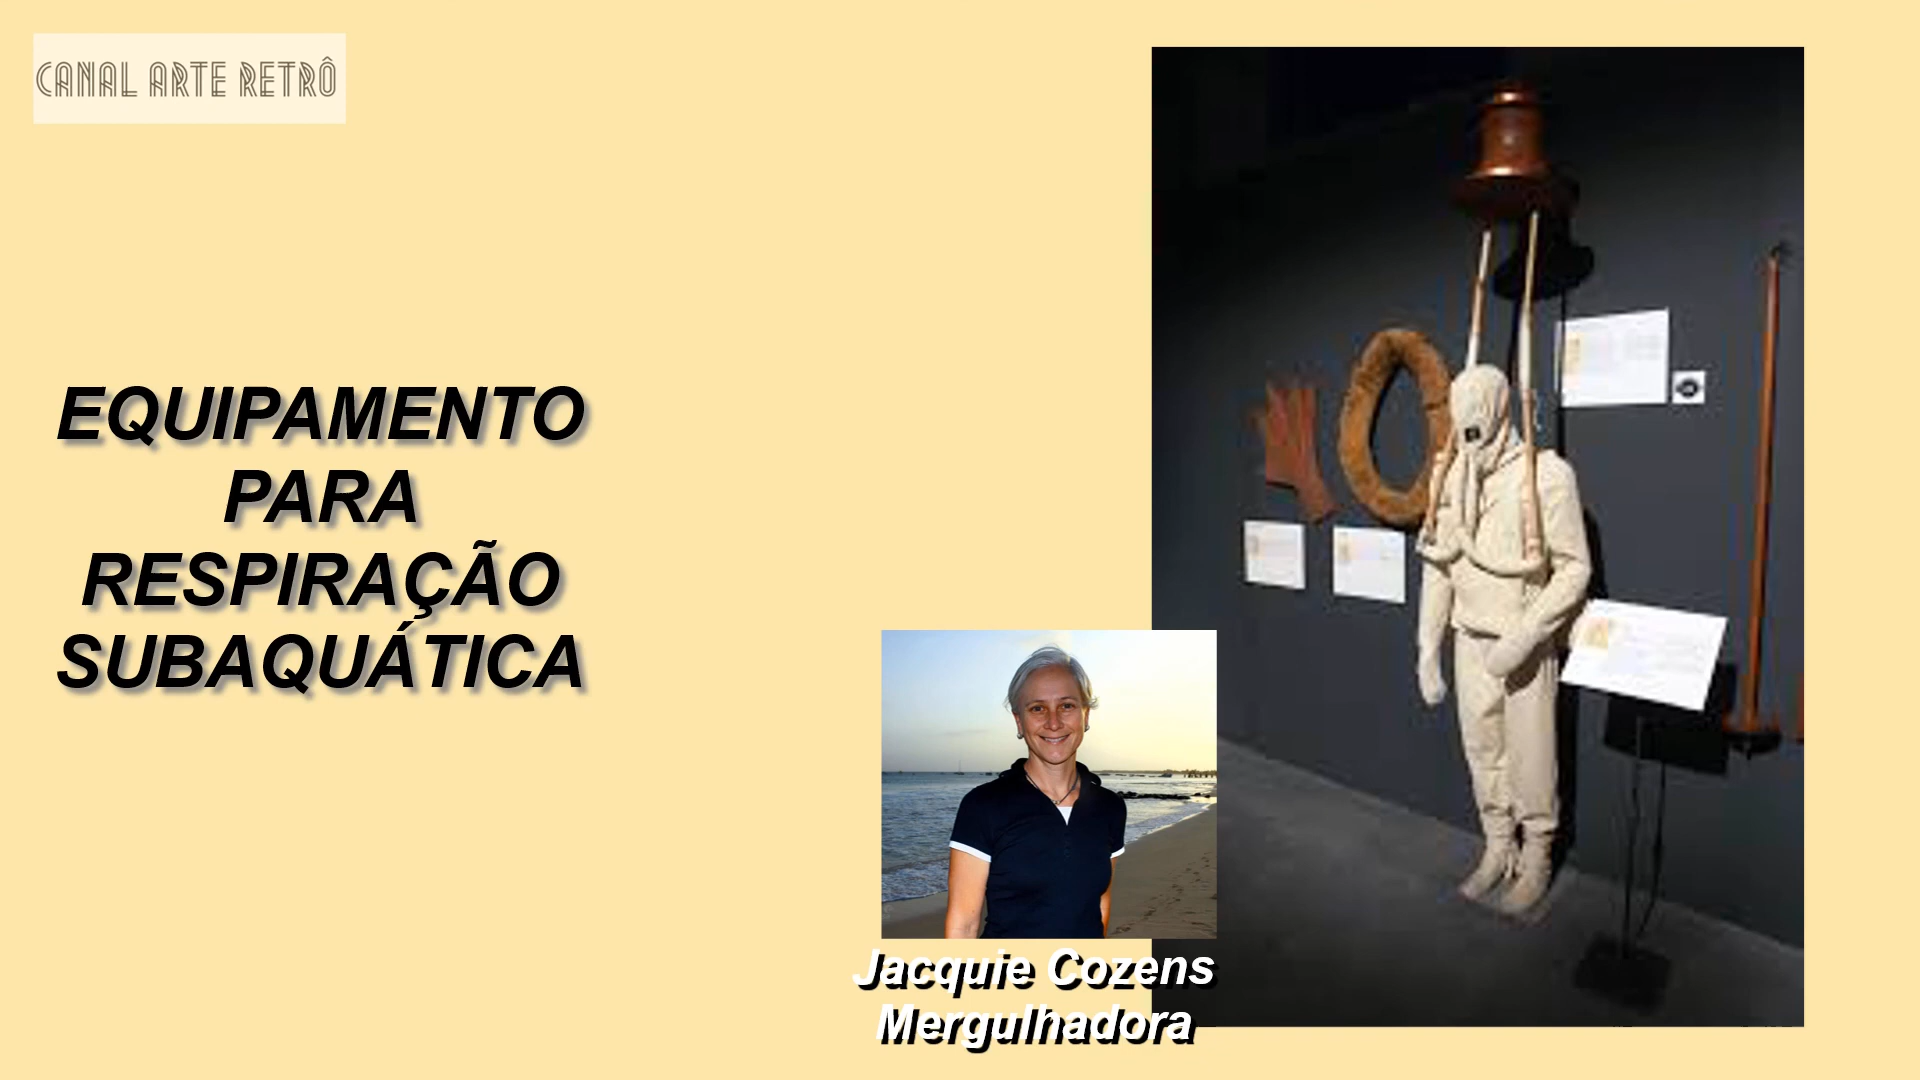 CANAL ARTE RETRÔ
EQUIPAMENTO
PARA
RESPIRAÇÃO
SUBAQUÁTICA
Jacquie Cozens
Mergulhadora